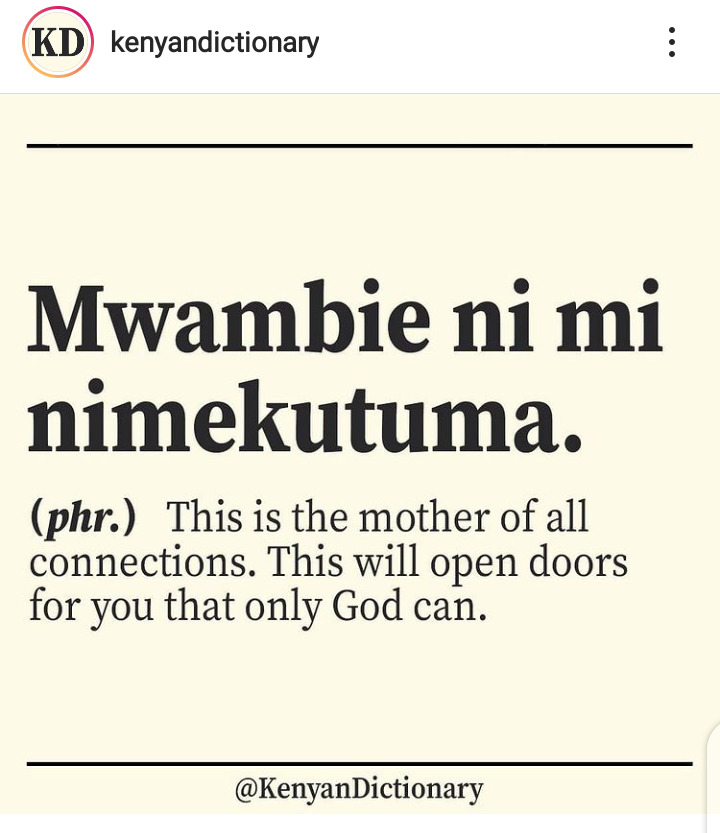 KD kenyandictionary
Mwambie ni mi
nimekutuma.
(phr.) This is the mother of all
connections. This will open doors
for you that only God can.
@KenyanDictionary